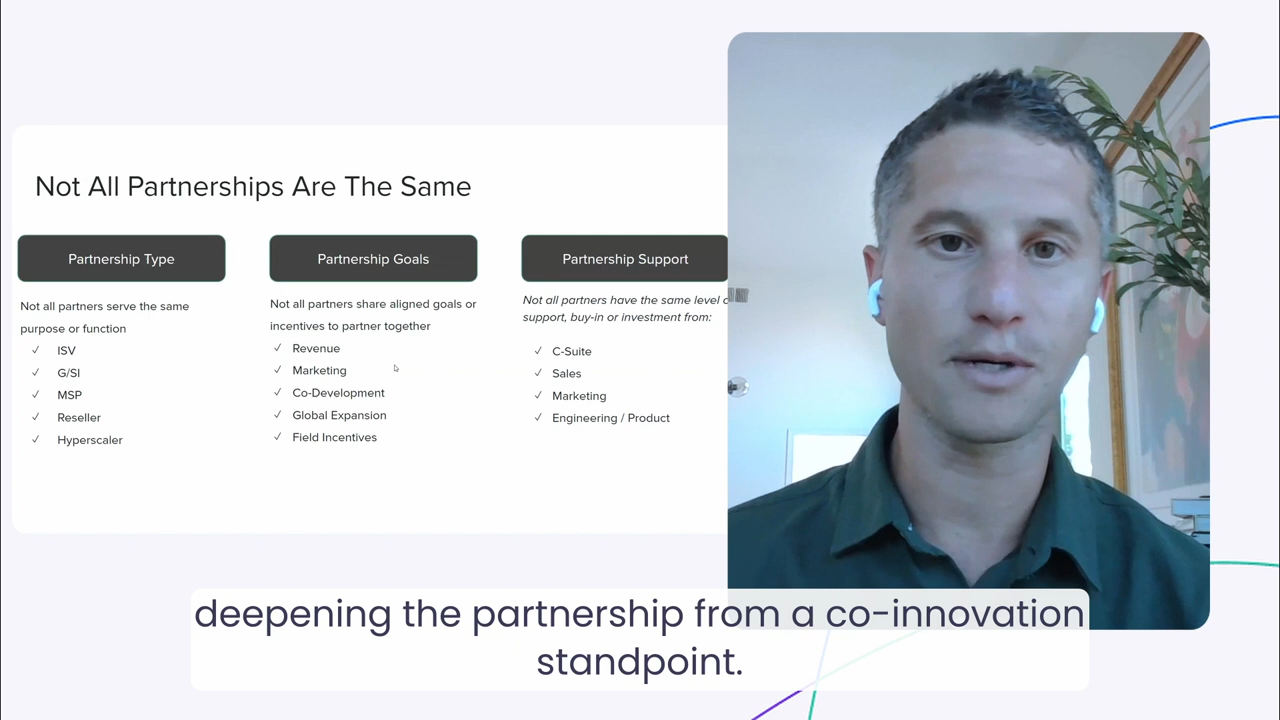 Not All Partnerships Are The Same
Partnership Type
Not all partners serve the same
purpose or function
✓ ISV
✓ G/SI
✓ MSP
✓ Reseller
✓ Hyperscaler
Partnership Goals
Not all partners share aligned goals or
incentives to partner together
✓ Revenue
✓ Marketing
✓ Co-Development
✓ Global Expansion
✓ Field Incentives
Partnership Support
Not all partners have the same level
support, buy-in or investment from:
✓ C-Suite
✓ Sales
✓ Marketing
✓ Engineering / Product
deepening the partnership from a co-innovation
standpoint.